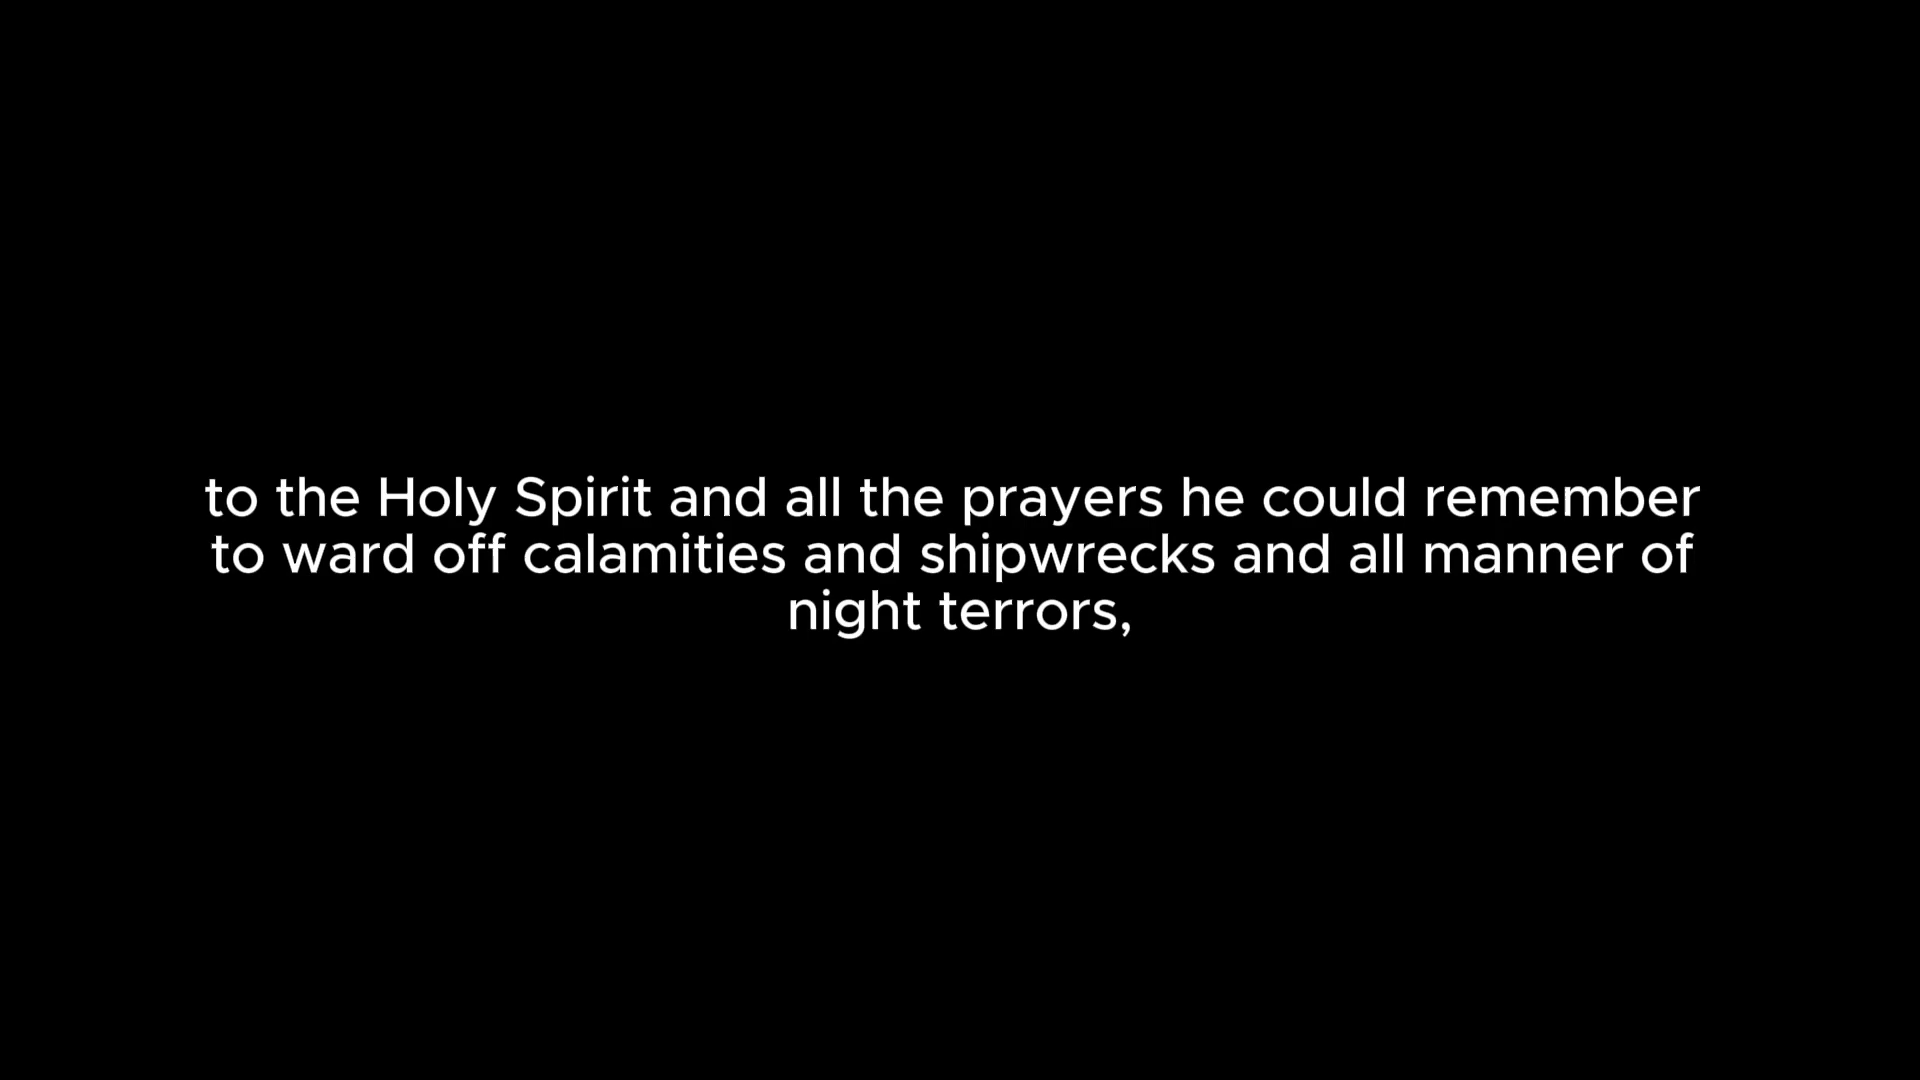 to the Holy Spirit and all the prayers he could remember
to ward off calamities and shipwrecks and all manner of
night terrors,